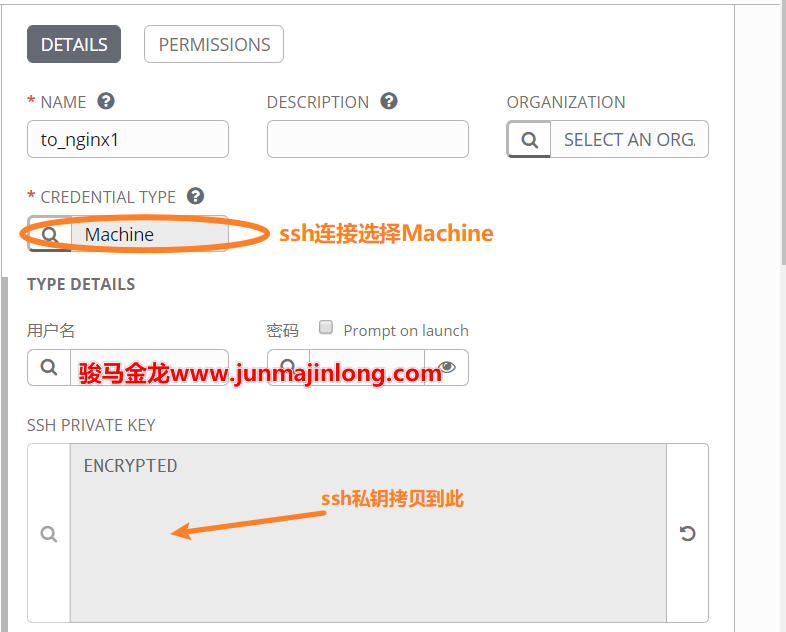 DETAILS PERMISSIONS
* NAME ? DESCRIPTION ? ORGANIZATION
to_nginx1 SELECT AN ORGA
* CREDENTIAL TYPE ?
Machine ssh连接选择Machine
TYPE DETAILS
用户名 密码 Prompt on launch
骏马金龙www.junmajinlong.com
SSH PRIVATE KEY
ENCRYPTED
ssh私钥拷贝到此